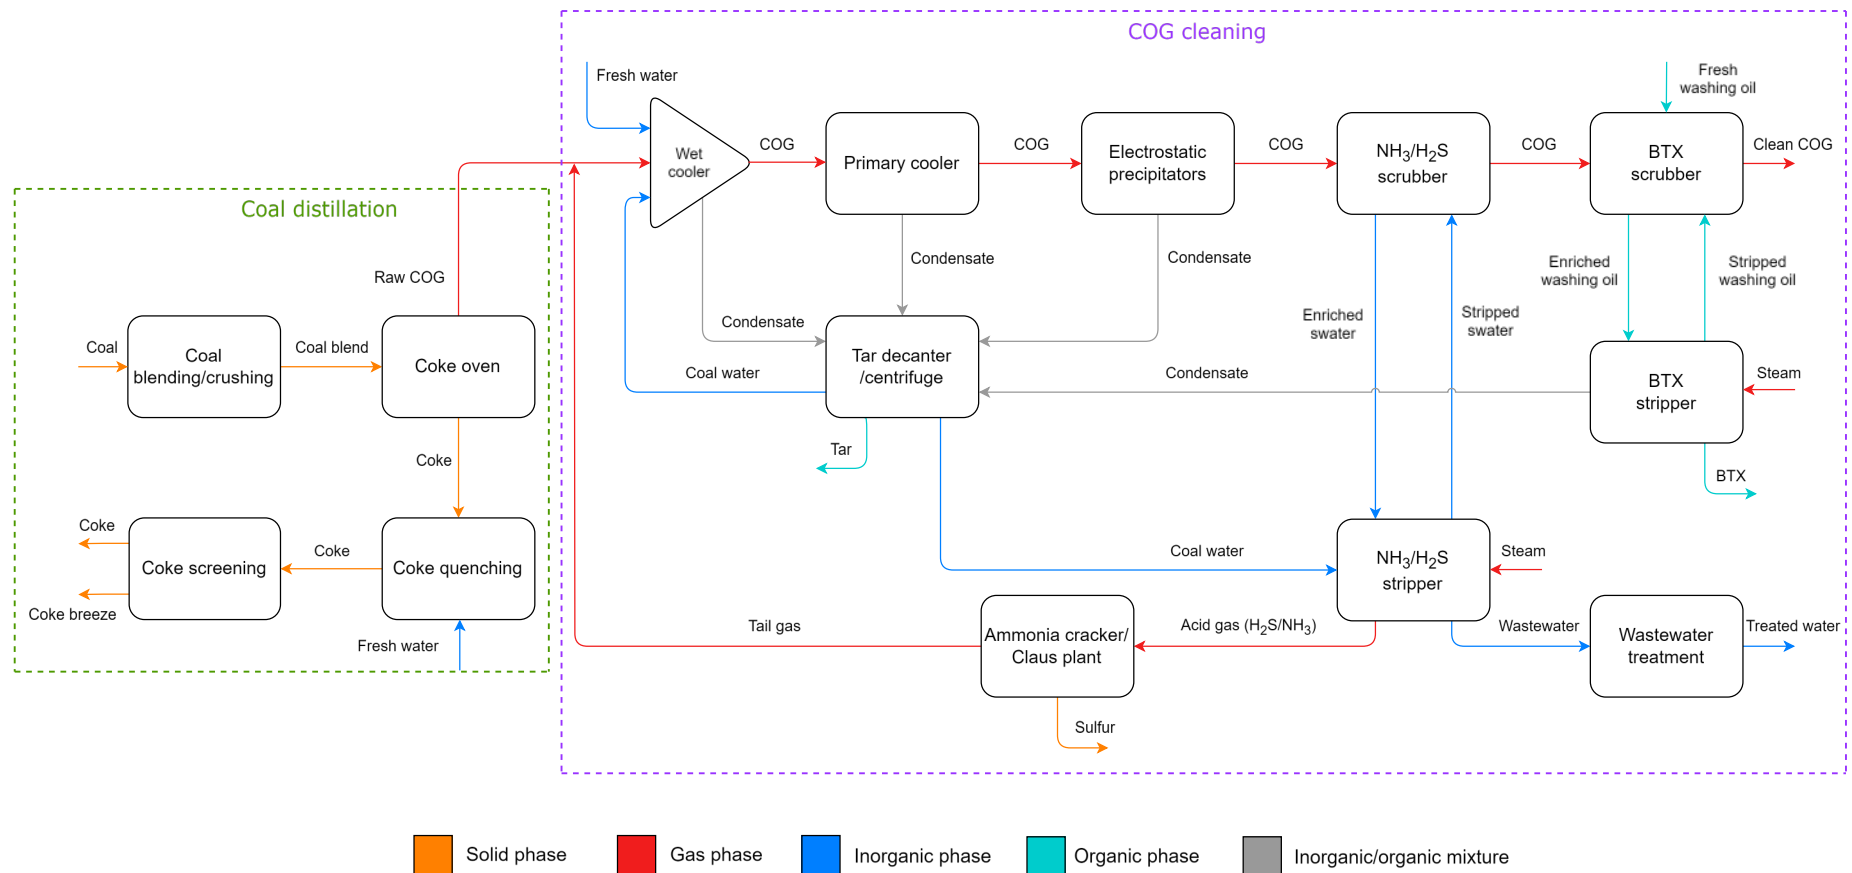 COG cleaning
Fresh water
Fresh
washing oil
Wet
cooler
COG
Primary cooler
COG
Electrostatic
precipitators
COG
NH3/H2S
scrubber
COG
BTX
scrubber
Clean COG
Coal distillation
Raw COG
Condensate
Condensate
Enriched
washing oil
Stripped
washing oil
Condensate
Enriched
swater
Stripped
swater
Coal
Coal
blending/crushing
Coal blend
Coke oven
Tar decanter
/centrifuge
Coal water
Condensate
BTX
stripper
Steam
Coke
Tar
BTX
Coke
Coke screening
Coke
Coke quenching
Coke breeze
Fresh water
Coal water
NH3/H2S
stripper
Steam
Tail gas
Ammonia cracker/
Claus plant
Acid gas (H2S/NH3)
Wastewater
Wastewater
treatment
Treated water
Sulfur
Solid phase
Gas phase
Inorganic phase
Organic phase
Inorganic/organic mixture